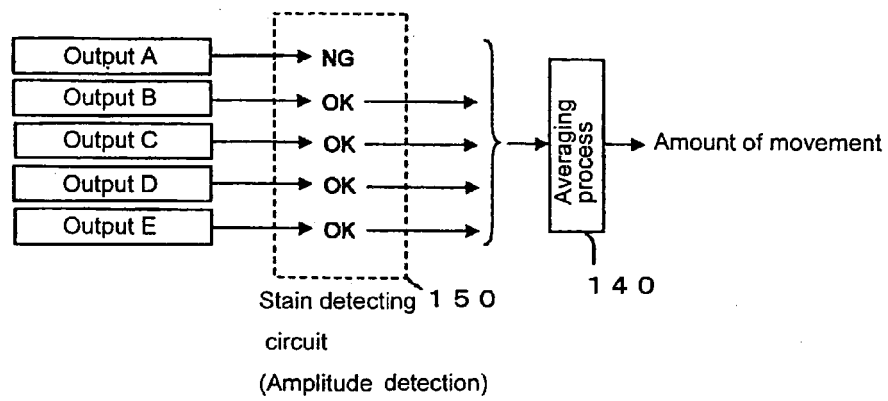 Output A
NG
Output B
OK
Output C
OK
Output D
OK
Output E
OK
Averaging
process
Amount of movement
150
140
Stain detecting
circuit
(Amplitude detection)